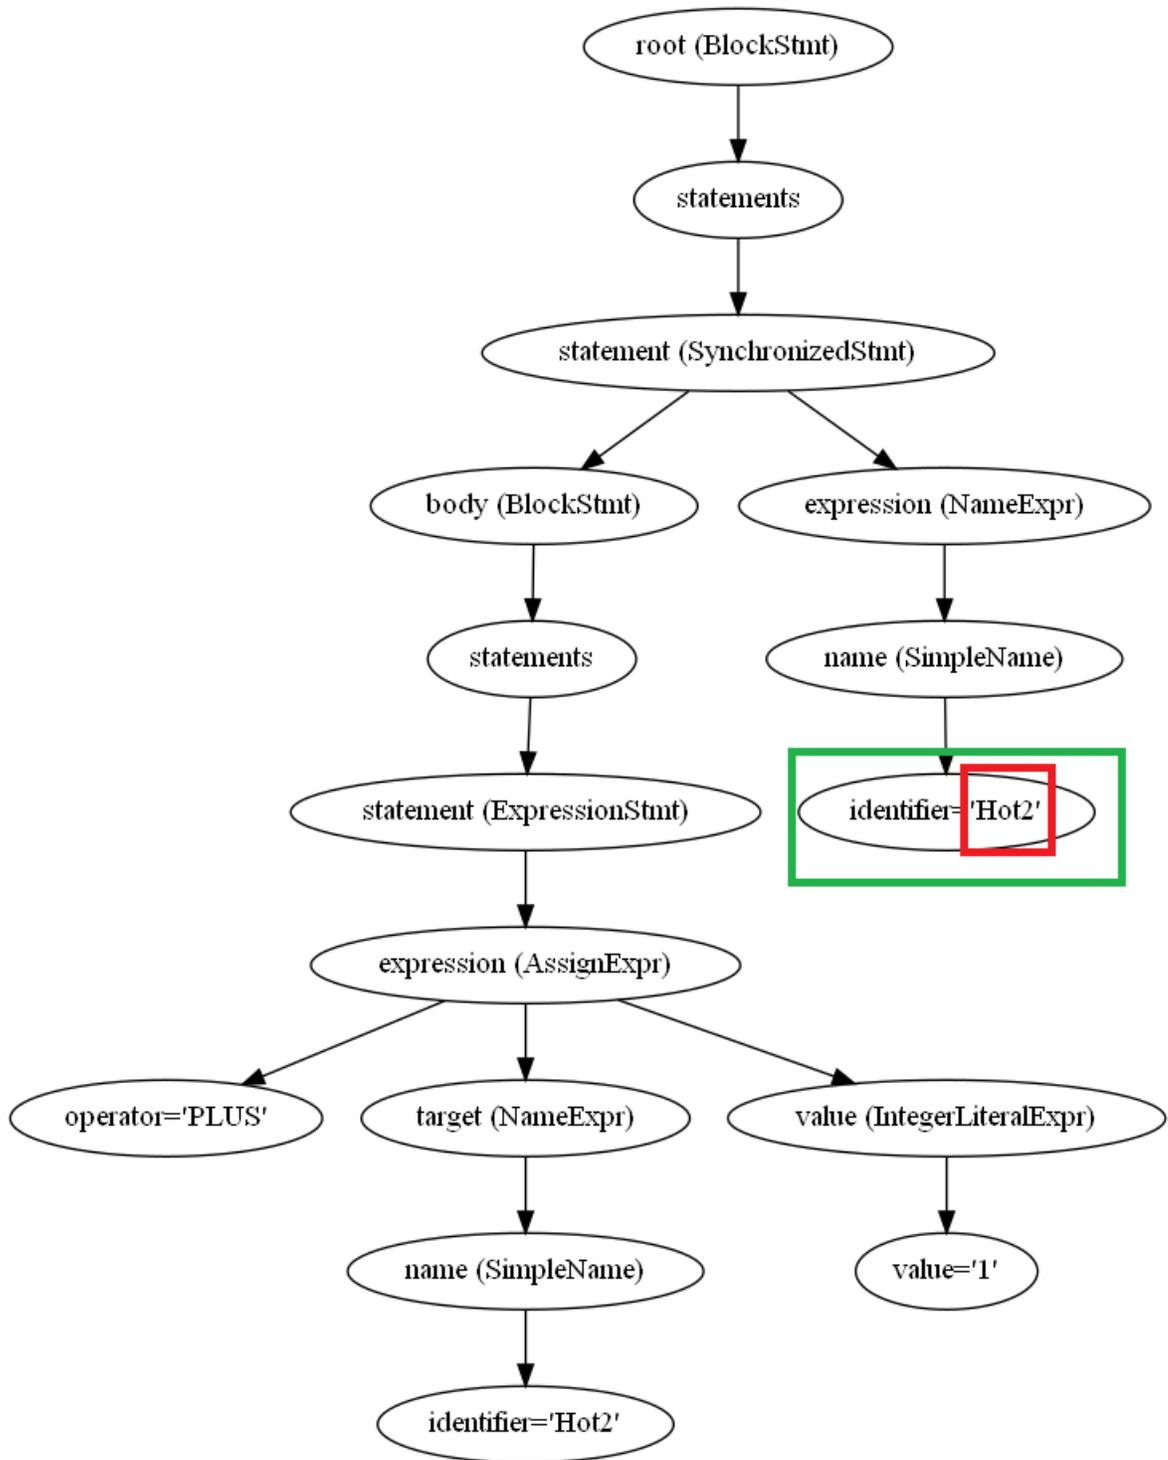 root (BlockStmt)
statements
statement (SynchronizedStmt)
body (BlockStmt)
expression (NameExpr)
statements
name (SimpleName)
statement (ExpressionStmt)
identifier='Hot2'
expression (AssignExpr)
operator='PLUS'
target (NameExpr)
value (IntegerLiteralExpr)
name (SimpleName)
value='1'
identifier='Hot2'